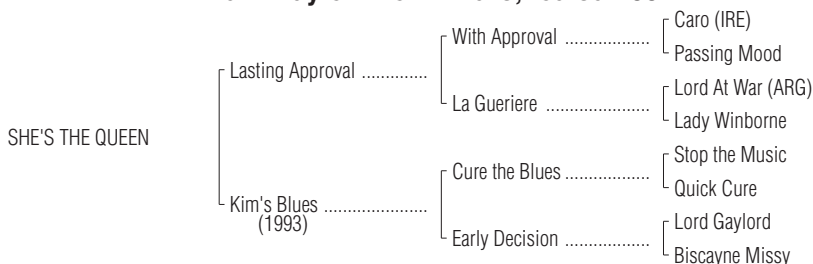 Caro (IRE)
With Approval ..................
Passing Mood
Lasting Approval ..............
Lord At War (ARG)
La Gueriere ......................
Lady Winborne
SHE'S THE QUEEN
Stop the Music
Cure the Blues ..................
Quick Cure
Kim's Blues ......................
(1993)
Lord Gaylord
Early Decision ..................
Biscayne Missy